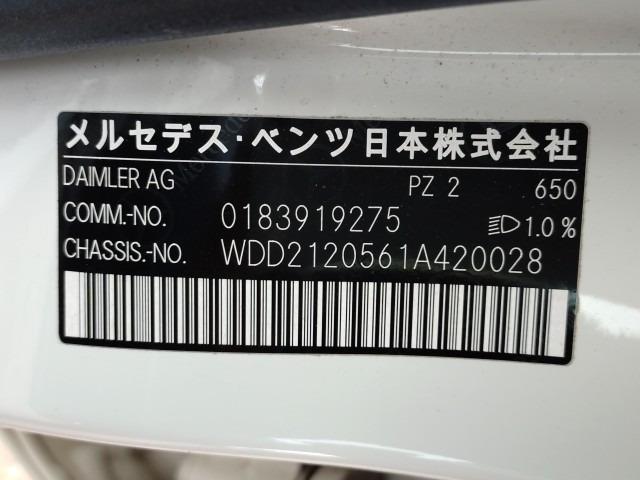 メルセデス・ベンツ日本株式会社
DAIMLER AG PZ 2 650
COMM.-NO. 0183919275 1.0 %
CHASSIS.-NO. WDD2120561A420028